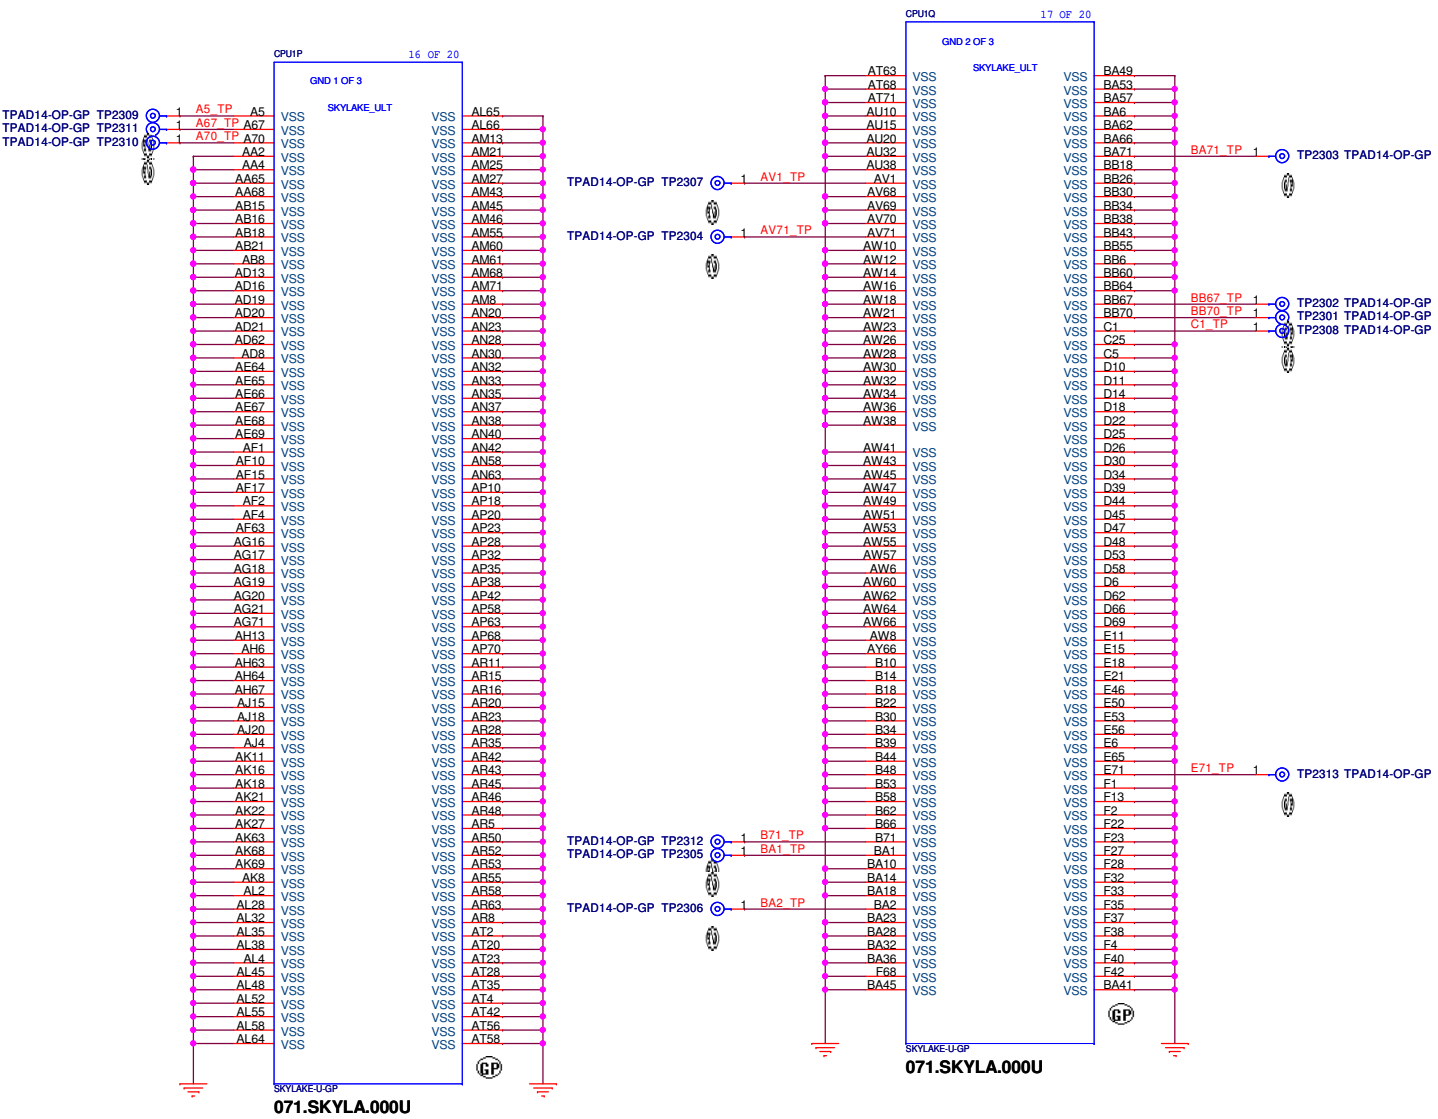 CPU1P 16 OF 20
GND 1 OF 3
SKYLAKE_ULT
TPAD14-OP-GP TP2309 1 A5_TP A5 VSS VSS AL65
TPAD14-OP-GP TP2311 1 A67_TP A67 VSS VSS AL66
TPAD14-OP-GP TP2310 1 A70_TP A70 VSS VSS AM13
AA2 VSS VSS AM21
AA4 VSS VSS AM25
AA65 VSS VSS AM27
AA68 VSS VSS AM43
AB15 VSS VSS AM45
AB16 VSS VSS AM46
AB18 VSS VSS AM55
AB21 VSS VSS AM60
AB8 VSS VSS AM61
AD13 VSS VSS AM68
AD16 VSS VSS AM71
AD19 VSS VSS AM8
AD20 VSS VSS AN20
AD21 VSS VSS AN23
AD62 VSS VSS AN28
AD8 VSS VSS AN30
AE64 VSS VSS AN32
AE65 VSS VSS AN33
AE66 VSS VSS AN35
AE67 VSS VSS AN37
AE68 VSS VSS AN38
AE69 VSS VSS AN40
AF1 VSS VSS AN42
AF10 VSS VSS AN58
AF15 VSS VSS AN63
AF17 VSS VSS AP10
AF2 VSS VSS AP18
AF4 VSS VSS AP20
AF63 VSS VSS AP23
AG16 VSS VSS AP28
AG17 VSS VSS AP32
AG18 VSS VSS AP35
AG19 VSS VSS AP38
AG20 VSS VSS AP42
AG21 VSS VSS AP58
AG71 VSS VSS AP63
AH13 VSS VSS AP68
AH6 VSS VSS AP70
AH63 VSS VSS AR11
AH64 VSS VSS AR15
AH67 VSS VSS AR16
AJ15 VSS VSS AR20
AJ18 VSS VSS AR23
AJ20 VSS VSS AR28
AJ4 VSS VSS AR35
AK11 VSS VSS AR42
AK16 VSS VSS AR43
AK18 VSS VSS AR45
AK21 VSS VSS AR46
AK22 VSS VSS AR48
AK27 VSS VSS AR5
AK63 VSS VSS AR50
AK68 VSS VSS AR52
AK69 VSS VSS AR53
AK8 VSS VSS AR55
AL2 VSS VSS AR58
AL28 VSS VSS AR63
AL32 VSS VSS AR8
AL35 VSS VSS AT2
AL38 VSS VSS AT20
AL4 VSS VSS AT23
AL45 VSS VSS AT28
AL48 VSS VSS AT35
AL52 VSS VSS AT4
AL55 VSS VSS AT42
AL58 VSS VSS AT56
AL64 VSS VSS AT58
GP
SKYLAKE-U-GP
071.SKYLA.000U
CPU1Q 17 OF 20
GND 2 OF 3
SKYLAKE_ULT
AT63 VSS VSS BA49
AT68 VSS VSS BA53
AT71 VSS VSS BA57
AU10 VSS VSS BA6
AU15 VSS VSS BA62
AU20 VSS VSS BA66
AU32 VSS VSS BA71 BA71_TP 1 TP2303 TPAD14-OP-GP
AU38 VSS VSS BB18
TPAD14-OP-GP TP2307 1 AV1_TP AV1 VSS VSS BB26
AV68 VSS VSS BB30
AV69 VSS VSS BB34
AV70 VSS VSS BB38
TPAD14-OP-GP TP2304 1 AV71_TP AV71 VSS VSS BB43
AW10 VSS VSS BB55
AW12 VSS VSS BB6
AW14 VSS VSS BB60
AW16 VSS VSS BB64
AW18 VSS VSS BB67 BB67_TP 1 TP2302 TPAD14-OP-GP
AW21 VSS VSS BB70 BB70_TP 1 TP2301 TPAD14-OP-GP
AW23 VSS VSS C1 C1_TP 1 TP2308 TPAD14-OP-GP
AW26 VSS VSS C25
AW28 VSS VSS C5
AW30 VSS VSS D10
AW32 VSS VSS D11
AW34 VSS VSS D14
AW36 VSS VSS D18
AW38 VSS VSS D22
VSS D25
AW41 VSS VSS D26
AW43 VSS VSS D30
AW45 VSS VSS D34
AW47 VSS VSS D39
AW49 VSS VSS D44
AW51 VSS VSS D45
AW53 VSS VSS D47
AW55 VSS VSS D48
AW57 VSS VSS D53
AW6 VSS VSS D58
AW60 VSS VSS D6
AW62 VSS VSS D62
AW64 VSS VSS D66
AW66 VSS VSS D69
AW8 VSS VSS E11
AY66 VSS VSS E15
B10 VSS VSS E18
B14 VSS VSS E21
B18 VSS VSS E46
B22 VSS VSS E50
B30 VSS VSS E53
B34 VSS VSS E56
B39 VSS VSS E6
B44 VSS VSS E65
B48 VSS VSS E71 E71_TP 1 TP2313 TPAD14-OP-GP
B53 VSS VSS F1
B58 VSS VSS F13
B62 VSS VSS F2
B66 VSS VSS F22
TPAD14-OP-GP TP2312 1 B71_TP B71 VSS VSS F23
TPAD14-OP-GP TP2305 1 BA1_TP BA1 VSS VSS F27
BA10 VSS VSS F28
BA14 VSS VSS F32
BA18 VSS VSS F33
TPAD14-OP-GP TP2306 1 BA2_TP BA2 VSS VSS F35
BA23 VSS VSS F37
BA28 VSS VSS F38
BA32 VSS VSS F4
BA36 VSS VSS F40
F68 VSS VSS F42
BA45 VSS VSS BA41
GP
SKYLAKE-U-GP
071.SKYLA.000U